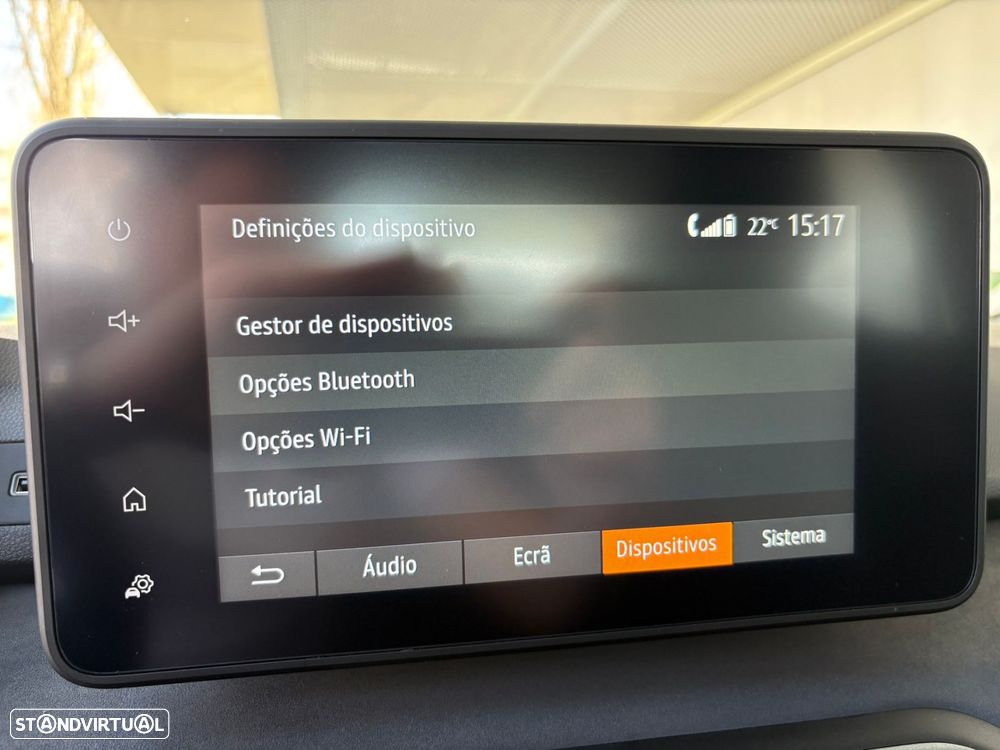 Definições do dispositivo
22°C 15:17
Gestor de dispositivos
Opções Bluetooth
Opções Wi-Fi
Tutorial
Áudio Ecrã Dispositivos Sistema
STANDVIRTUAL